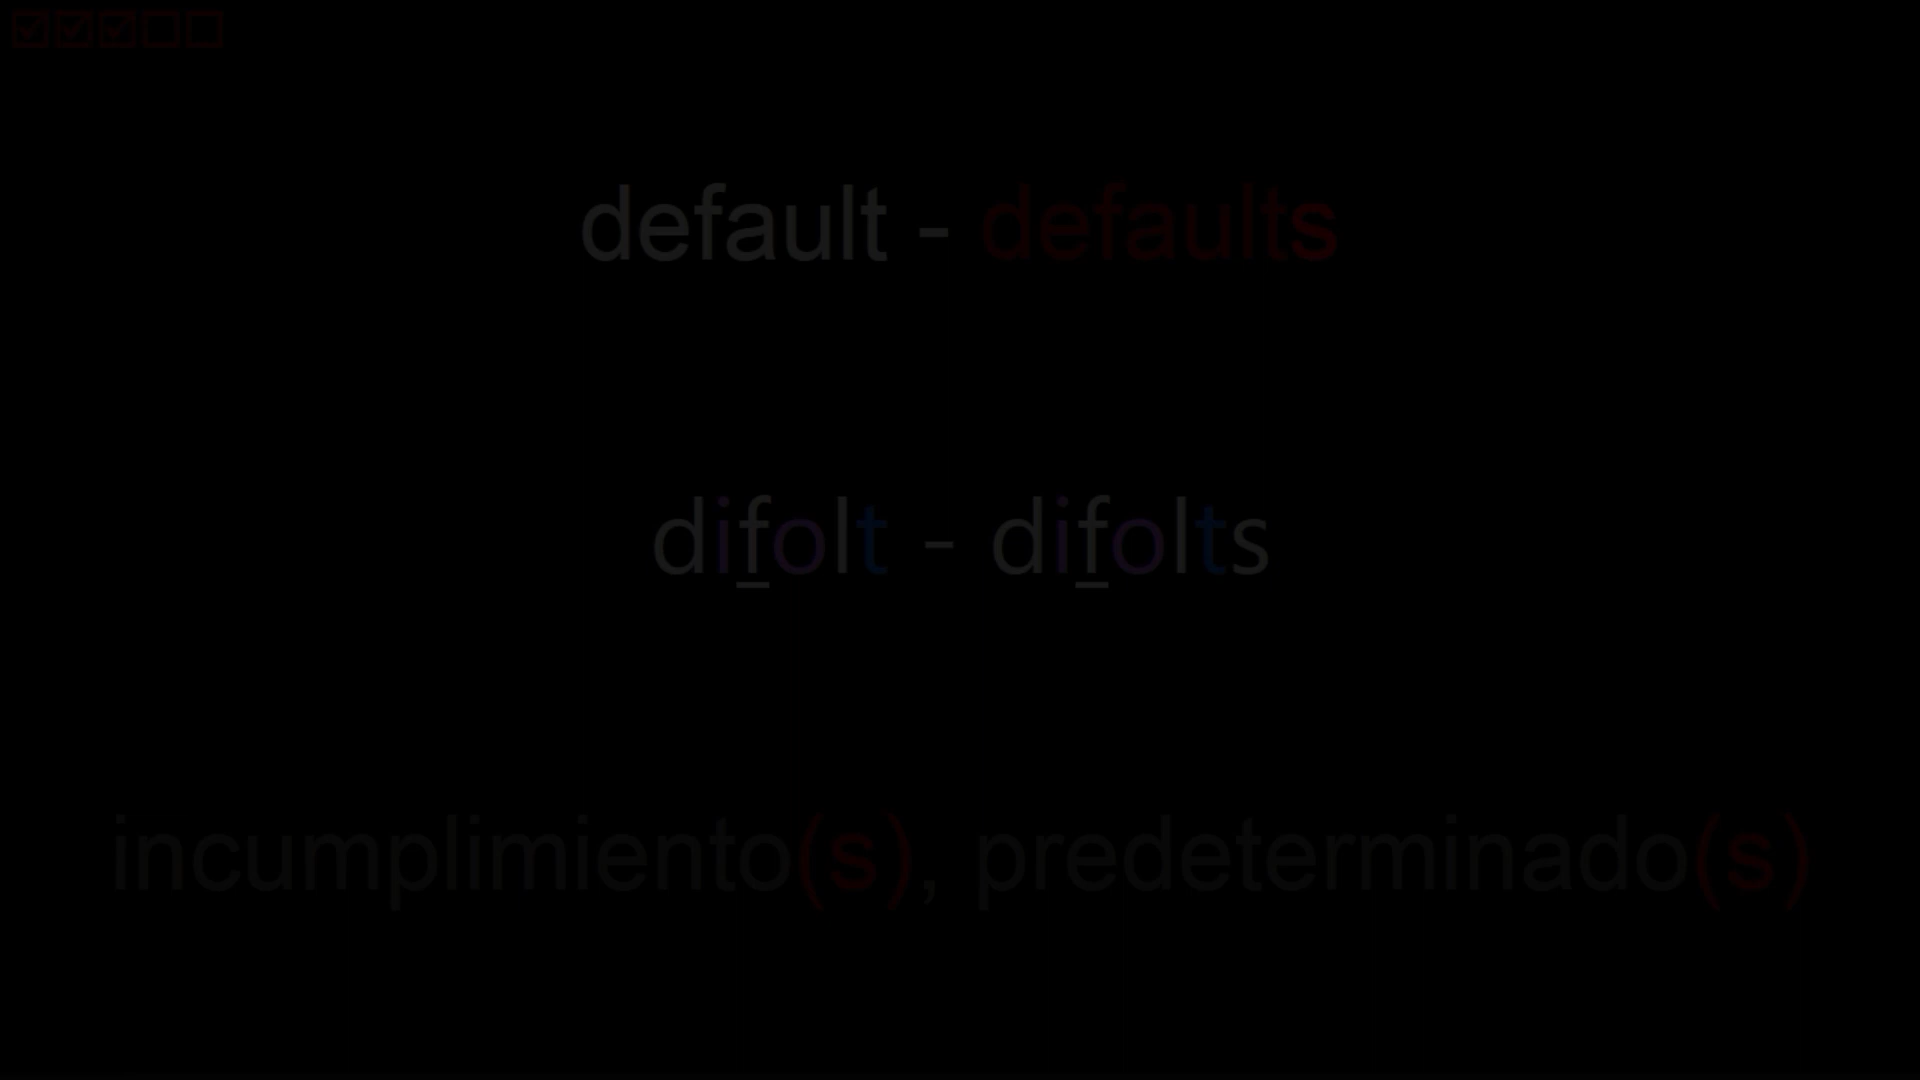 default - defaults
difolt - difolts
incumplimiento(s), predeterminado(s)